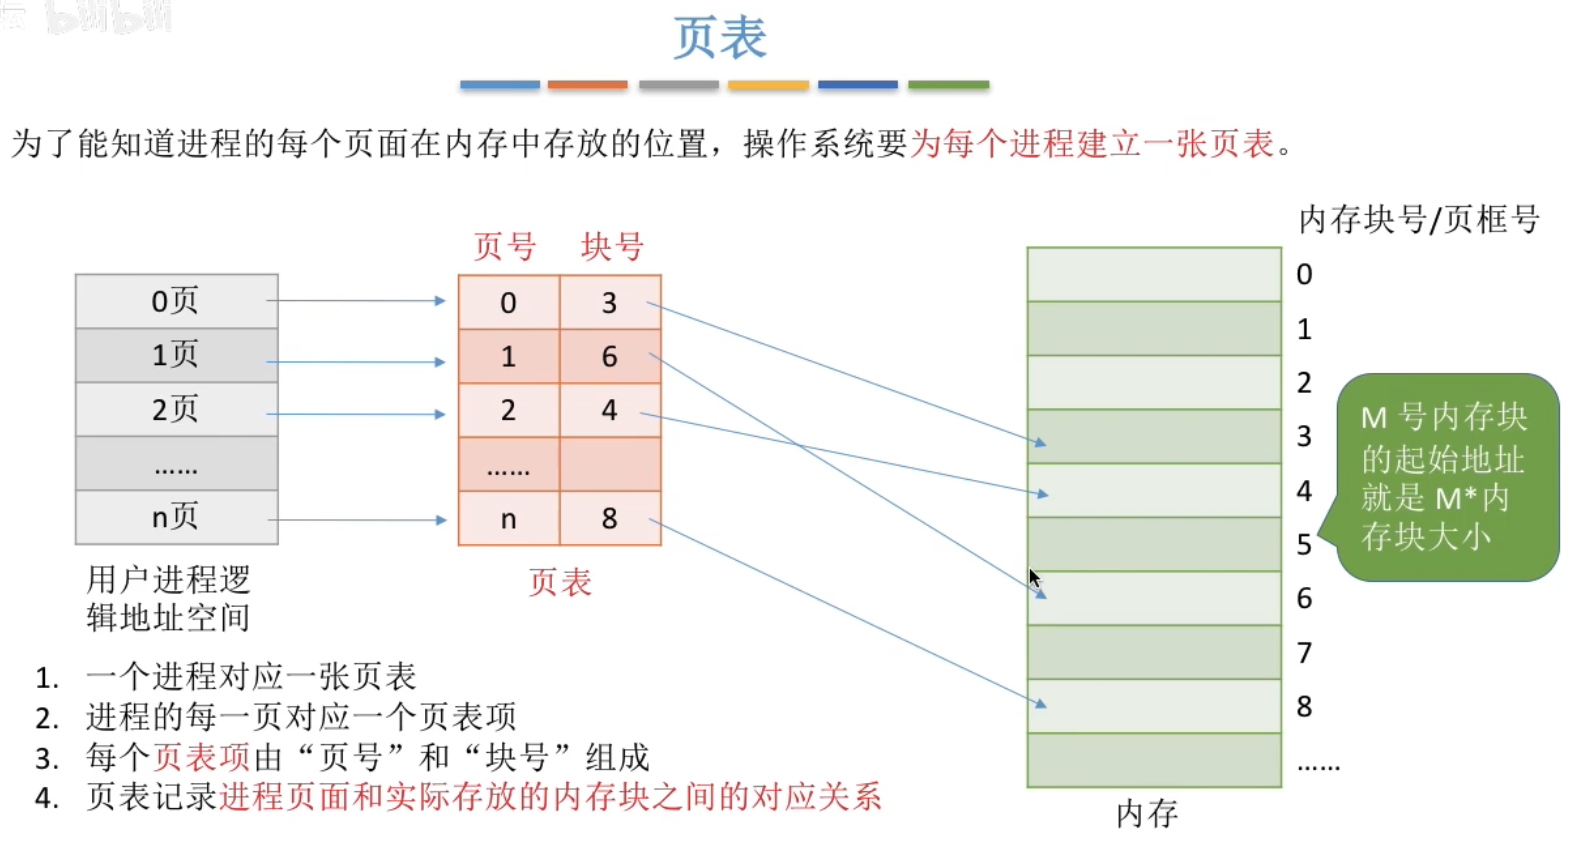 bilibili
页表
为了能知道进程的每个页面在内存中存放的位置，操作系统要为每个进程建立一张页表。
内存块号/页框号
页号 块号
0页
1页
2页
……
n页
用户进程逻
辑地址空间
0 3
1 6
2 4
……
n 8
页表
0
1
2
3
4
5
6
7
8
……
内存
M 号内存块
的起始地址
就是 M*内
存块大小
1. 一个进程对应一张页表
2. 进程的每一页对应一个页表项
3. 每个页表项由“页号”和“块号”组成
4. 页表记录进程页面和实际存放的内存块之间的对应关系